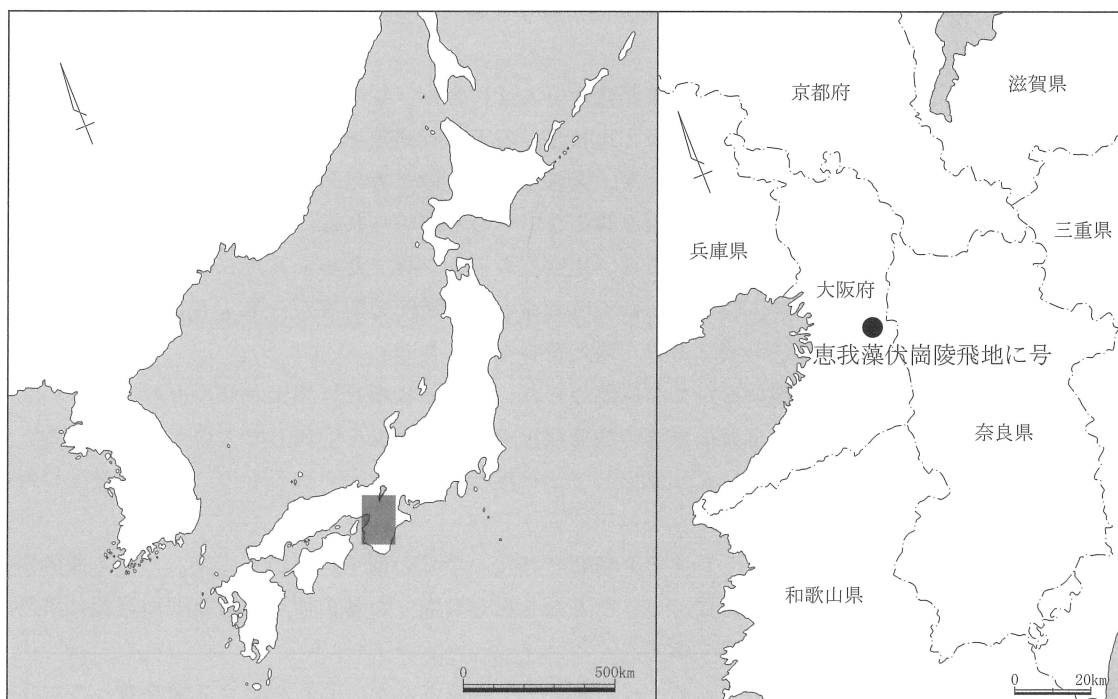 京都府
滋賀県
三重県
兵庫県
大阪府
恵我藻伏崗陵飛地に号
奈良県
和歌山県
0 500km
0 20km